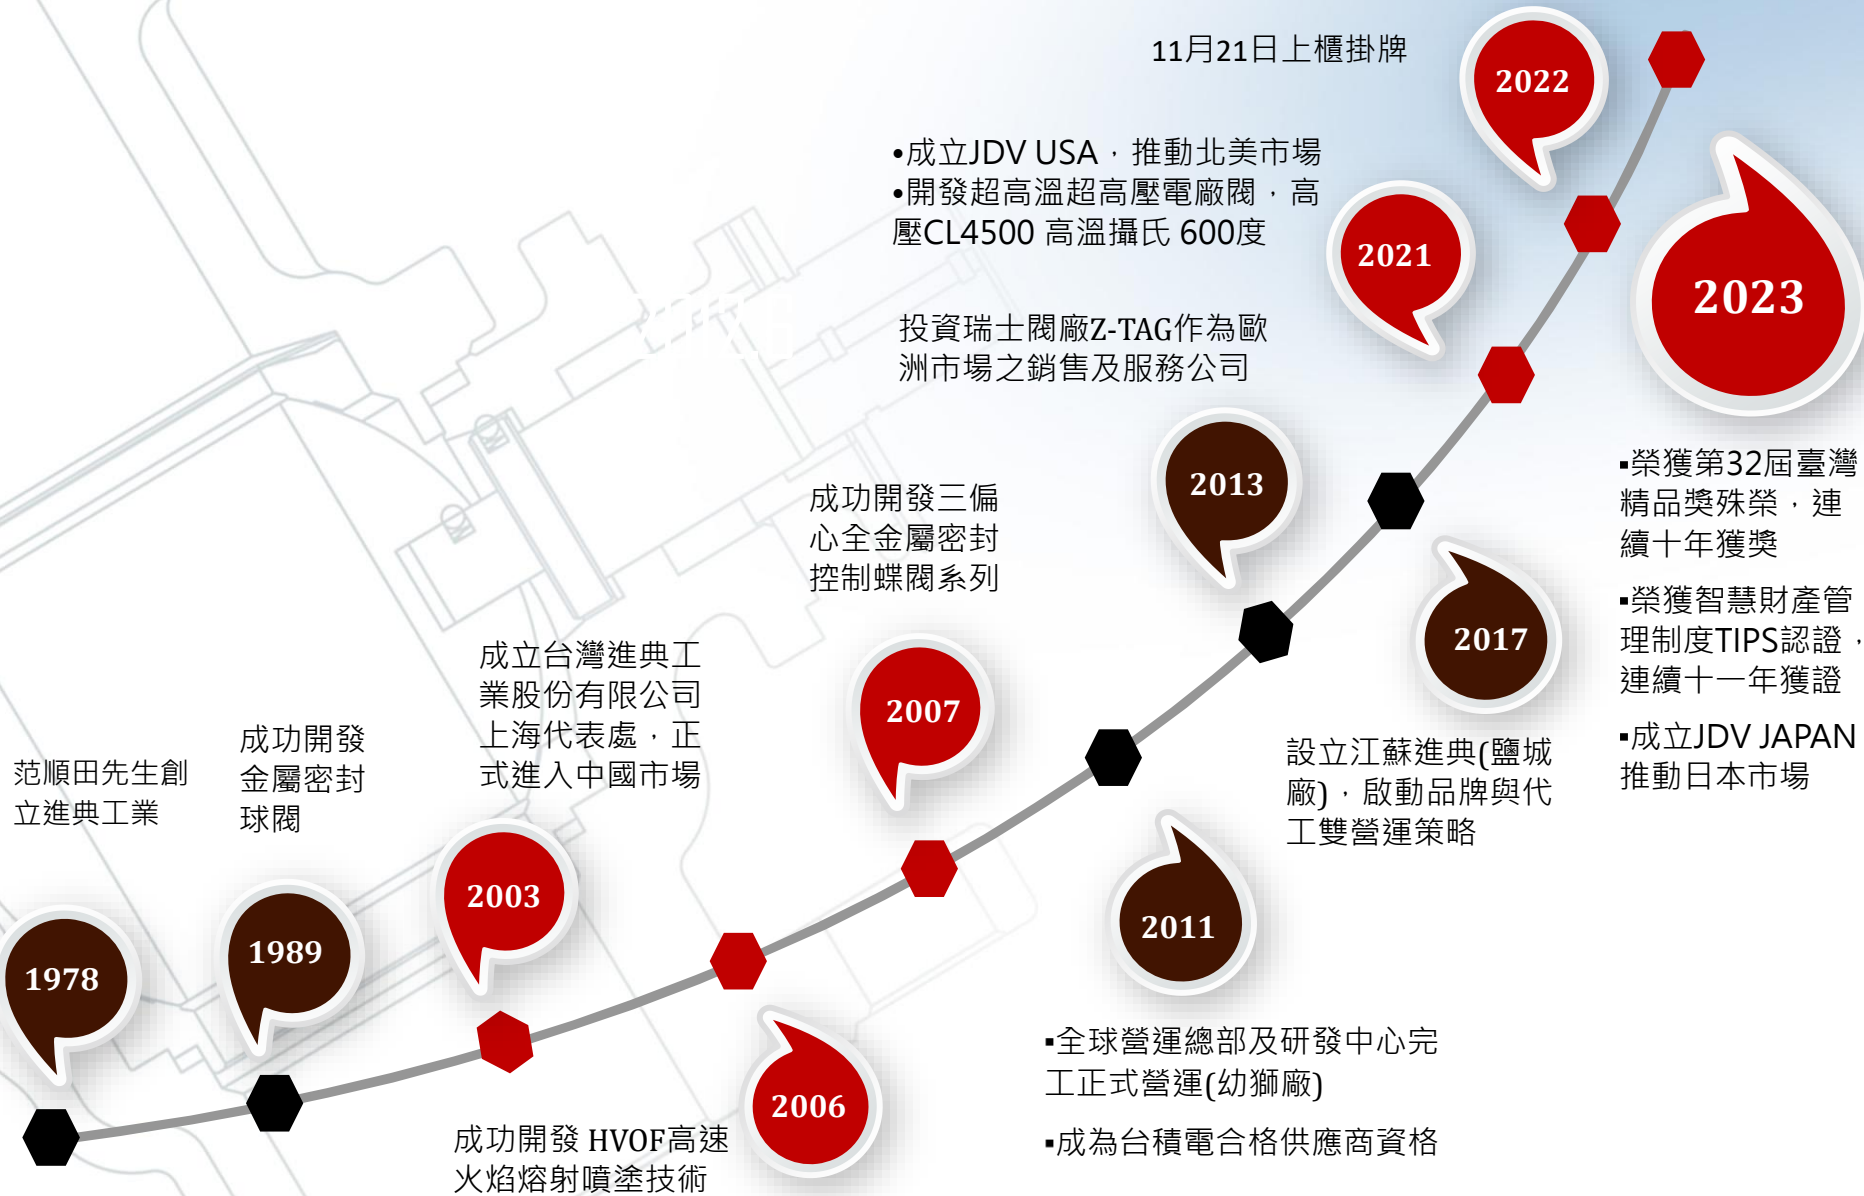 范順田先生創
立進典工業
1978
成功開發
金屬密封
球閥
1989
成立台灣進典工
業股份有限公司
上海代表處，正
式進入中國市場
2003
成功開發 HVOF高速
火焰熔射噴塗技術
2006
成功開發三偏
心全金屬密封
控制蝶閥系列
2007
2011
▪全球營運總部及研發中心完
工正式營運(幼獅廠)
▪成為台積電合格供應商資格
投資瑞士閥廠Z-TAG作為歐
洲市場之銷售及服務公司
2013
2017
設立江蘇進典(鹽城
廠)，啟動品牌與代
工雙營運策略
•成立JDV USA，推動北美市場
•開發超高溫超高壓電廠閥，高
壓CL4500 高溫攝氏 600度
2021
11月21日上櫃掛牌
2022
2023
▪榮獲第32屆臺灣
精品獎殊榮，連
續十年獲獎
▪榮獲智慧財產管
理制度TIPS認證，
連續十一年獲證
▪成立JDV JAPAN
推動日本市場